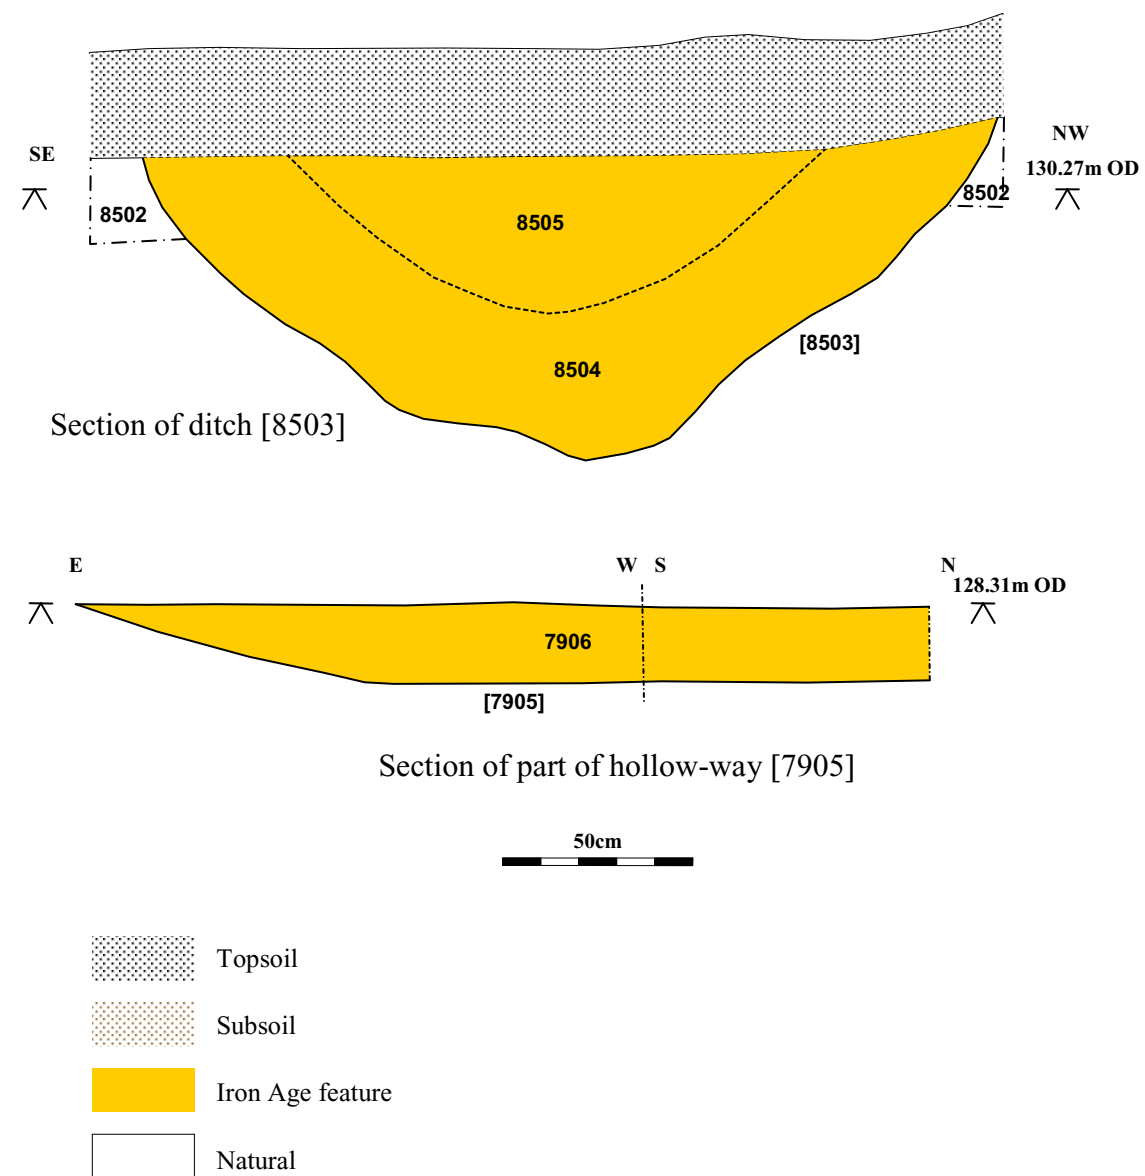 SE
NW
130.27m OD
8502
8502
8505
[8503]
8504
Section of ditch [8503]
E
W S
N
128.31m OD
7906
[7905]
Section of part of hollow-way [7905]
50cm
Topsoil
Subsoil
Iron Age feature
Natural